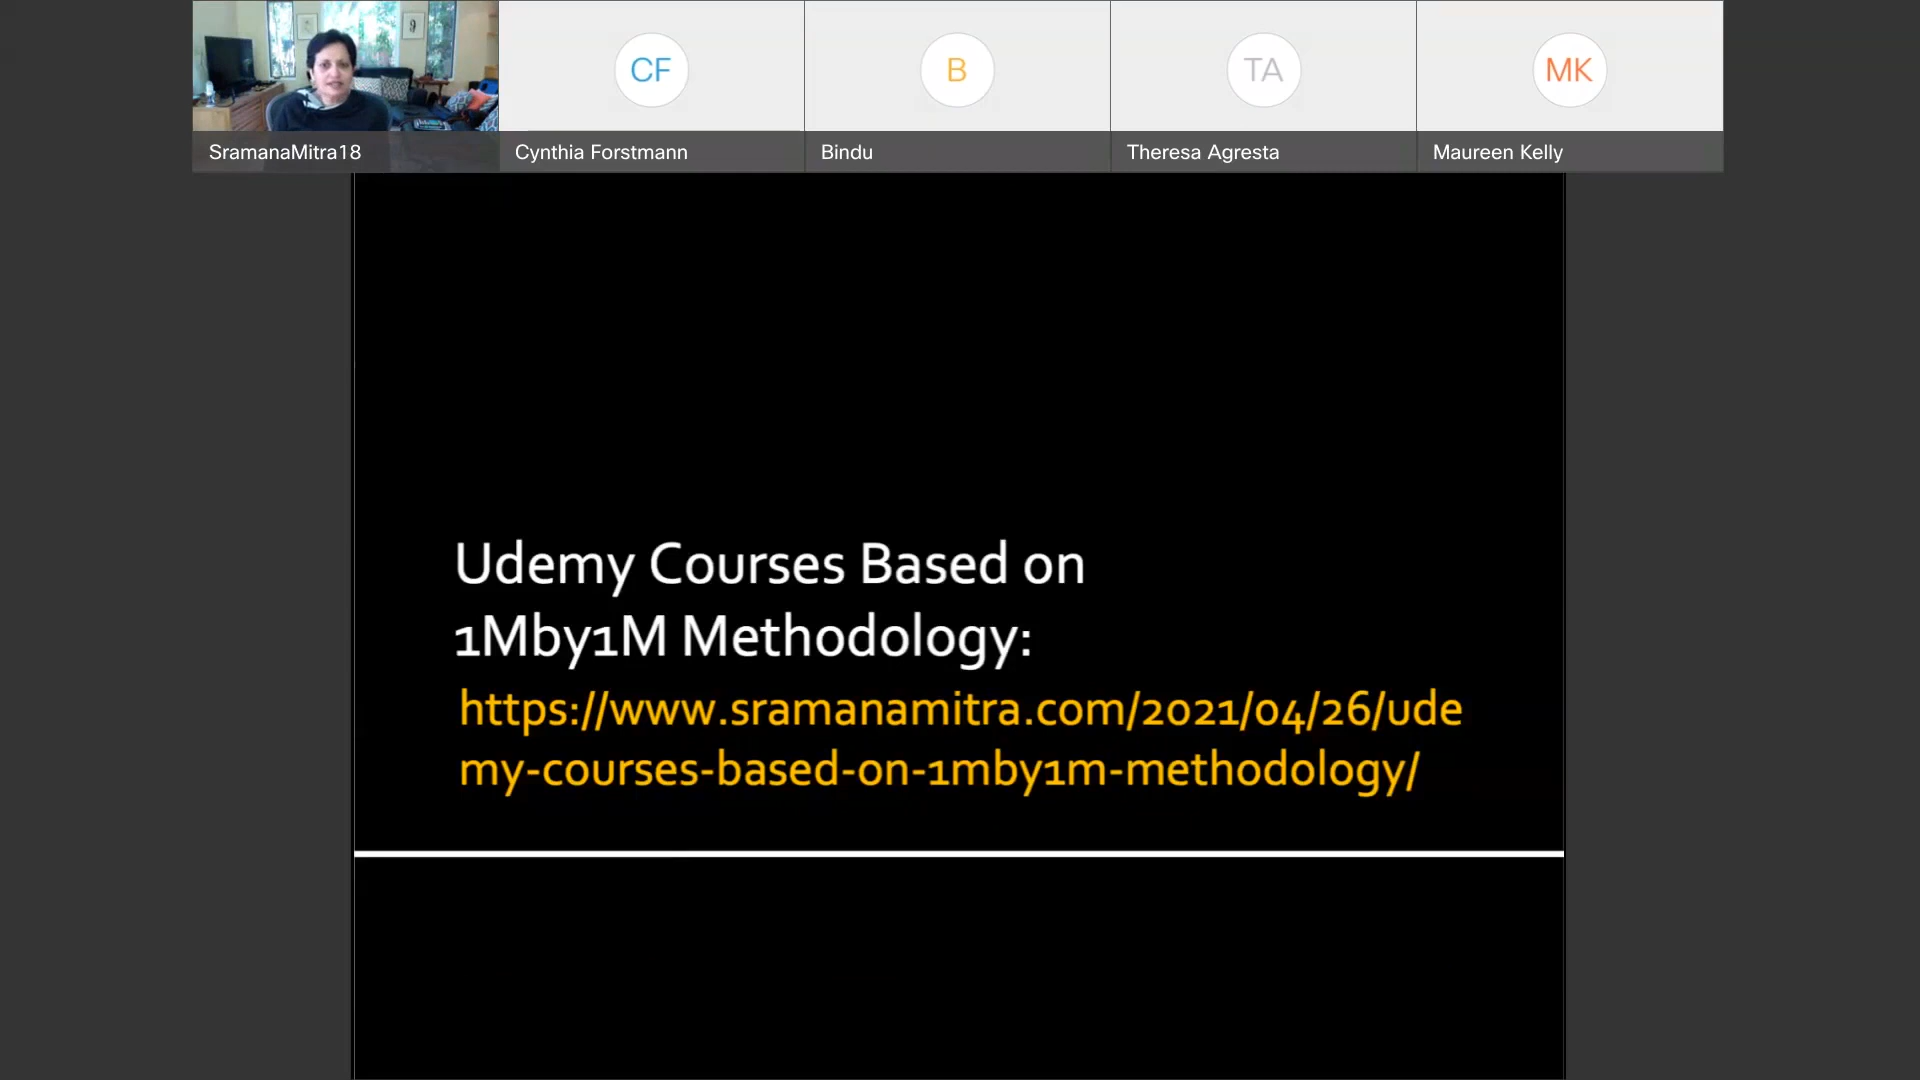 CF
B
TA
MK
SramanaMitra18
Cynthia Forstmann
Bindu
Theresa Agresta
Maureen Kelly
Udemy Courses Based on
1Mby1M Methodology:
https://www.sramanamitra.com/2021/04/26/ude
my-courses-based-on-1mby1m-methodology/